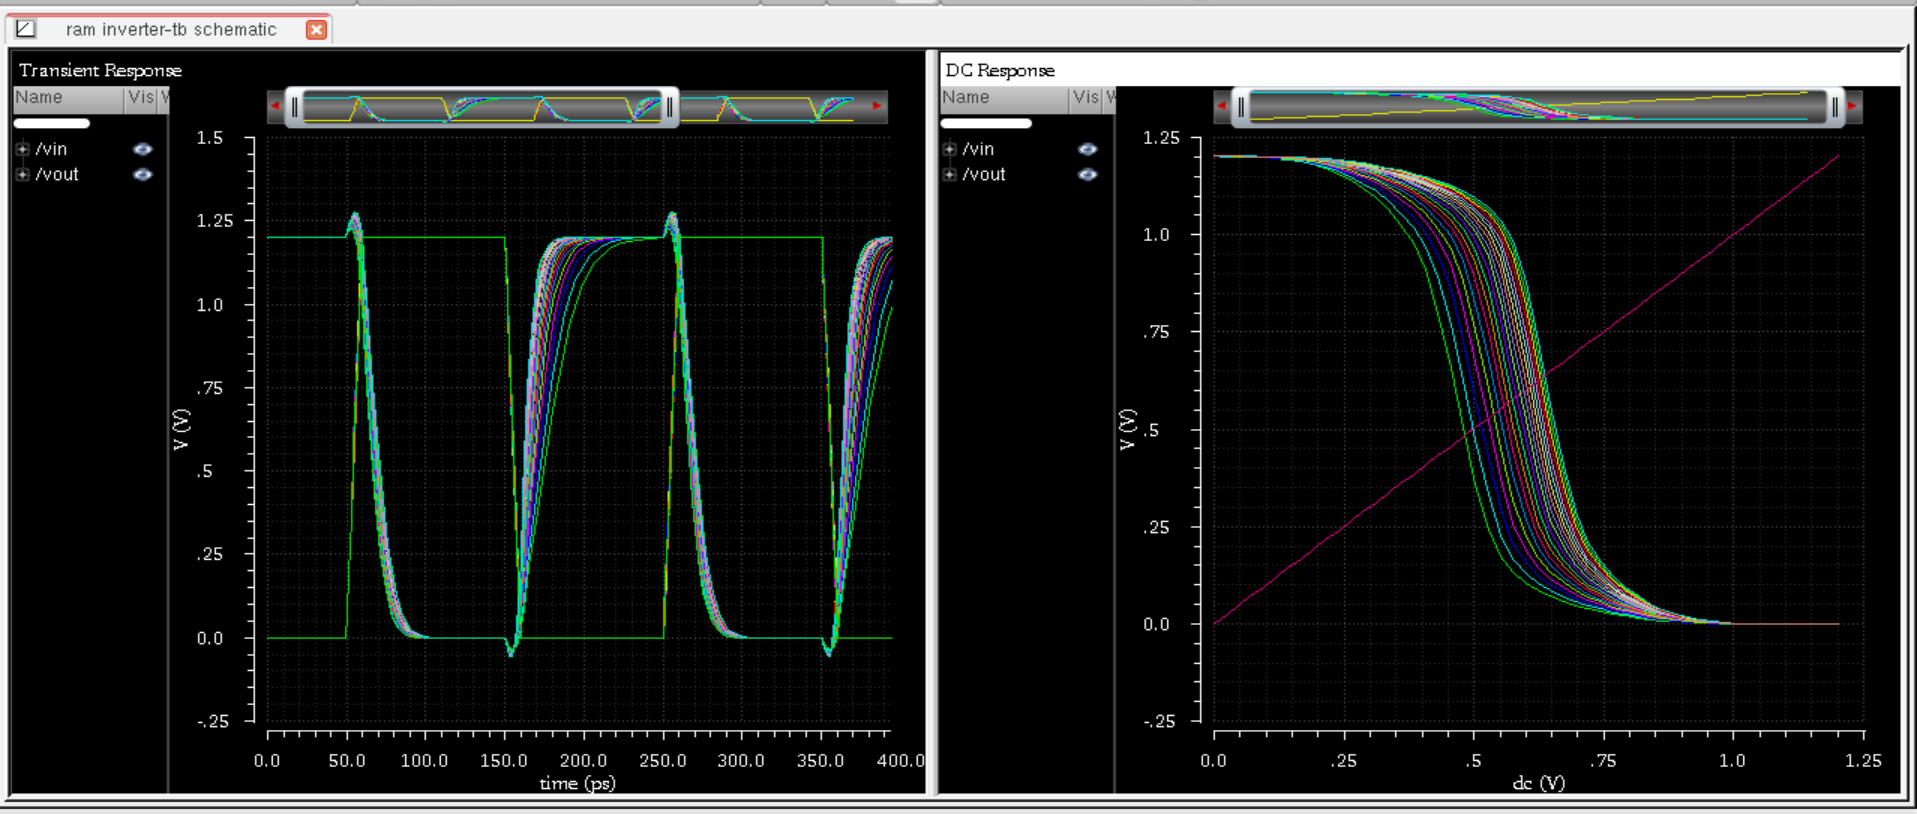 ram inverter-tb schematic
Transient Response
Name Vis
/vin
/vout
1.5
1.25
1.0
.75
.5
.25
0.0
-.25
V (V)
0.0 50.0 100.0 150.0 200.0 250.0 300.0 350.0 400.0
time (ps)
DC Response
Name Vis
/vin
/vout
1.25
1.0
.75
.5
.25
0.0
-.25
V (V)
0.0 .25 .5 .75 1.0 1.25
dc (V)